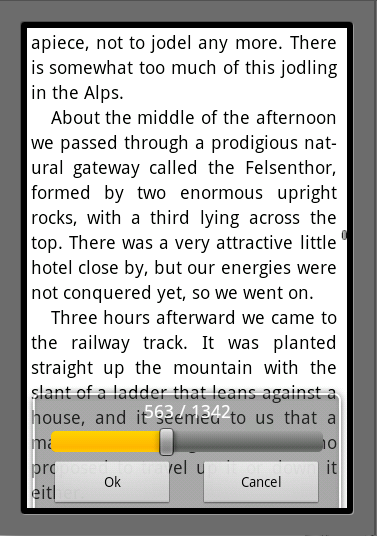 apiece, not to jodel any more. There
is somewhat too much of this jodling
in the Alps.
About the middle of the afternoon
we passed through a prodigious nat-
ural gateway called the Felsenthor,
formed by two enormous upright
rocks, with a third lying across the
top. There was a very attractive little
hotel close by, but our energies were
not conquered yet, so we went on.
Three hours afterward we came to
the railway track. It was planted
straight up the mountain with the
slant of a ladder that leans against a
house, and it seemed to us that a
563 / 1342
proposed to travel up it or down it
either.
Ok
Cancel